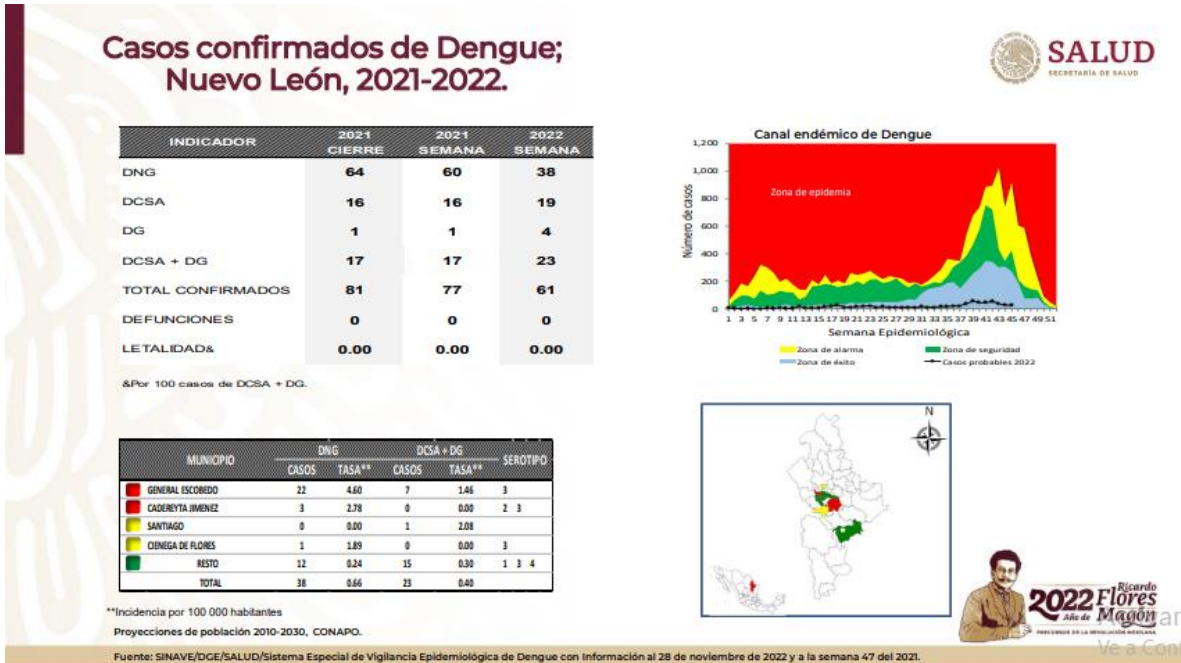 Casos confirmados de Dengue;
Nuevo León, 2021-2022.
SALUD
SECRETARÍA DE SALUD
INDICADOR 2021 CIERRE 2021 SEMANA 2022 SEMANA
DNG 64 60 38
DCSA 16 16 19
DG 1 1 4
DCSA + DG 17 17 23
TOTAL CONFIRMADOS 81 77 61
DEFUNCIONES 0 0 0
LETALIDAD& 0.00 0.00 0.00
&Por 100 casos de DCSA + DG.
Canal endémico de Dengue
Número de casos
1,200
1,000
800
600
400
200
0
Zona de epidemia
1 3 5 7 9 11 13 15 17 19 21 23 25 27 29 31 33 35 37 39 41 43 45 47 49 51
Semana Epidemiológica
Zona de alarma Zona de seguridad
Zona de éxito Casos probables 2022
MUNICIPIO DNG DCSA + DG SEROTIPO
CASOS TASA** CASOS TASA**
GENERAL ESCOBEDO 22 4.60 7 1.46 3
CADEREYTA JIMENEZ 3 2.78 0 0.00 2 3
SANTIAGO 0 0.00 1 2.08
CIENEGA DE FLORES 1 1.89 0 0.00 3
RESTO 12 0.24 15 0.30 1 3 4
TOTAL 38 0.66 23 0.40
**Incidencia por 100 000 habitantes
Proyecciones de población 2010-2030, CONAPO.
N
2022 Ricardo Flores Magón
Año de
PRECURSOR DE LA REVOLUCIÓN MEXICANA
Fuente: SINAVE/DGE/SALUD/Sistema Especial de Vigilancia Epidemiológica de Dengue con Información al 28 de noviembre de 2022 y a la semana 47 del 2021.